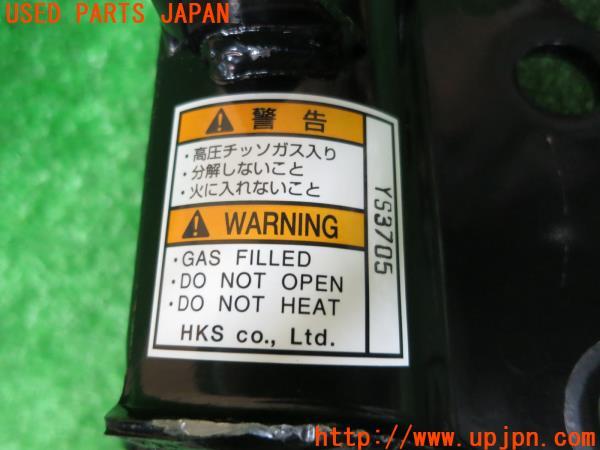 USED PARTS JAPAN
警告
・高圧チッソガス入り
・分解しないこと
・火に入れないこと
WARNING
・GAS FILLED
・DO NOT OPEN
・DO NOT HEAT
HKS co., Ltd.
YS3705
http://www.upjpn.com